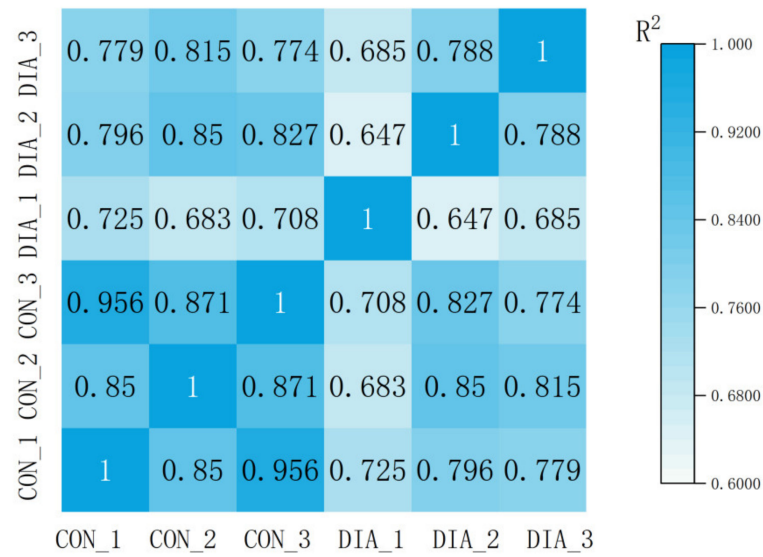 R²
DIA_3 0.779 0.815 0.774 0.685 0.788 1
DIA_2 0.796 0.85 0.827 0.647 1 0.788
DIA_1 0.725 0.683 0.708 1 0.647 0.685
CON_3 0.956 0.871 1 0.708 0.827 0.774
CON_2 0.85 1 0.871 0.683 0.85 0.815
CON_1 1 0.85 0.956 0.725 0.796 0.779
CON_1 CON_2 CON_3 DIA_1 DIA_2 DIA_3
1.000
0.9200
0.8400
0.7600
0.6800
0.6000